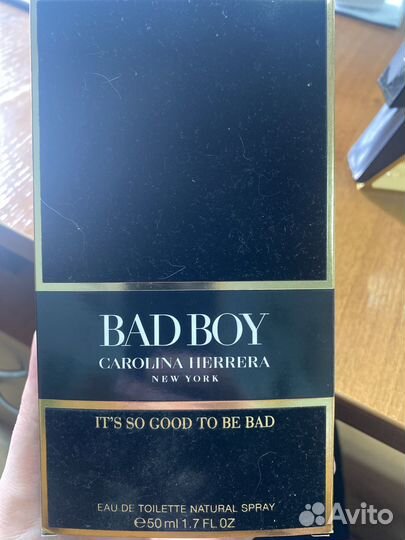 BAD BOY
CAROLINA HERRERA
NEW YORK
IT'S SO GOOD TO BE BAD
EAU DE TOILETTE NATURAL SPRAY
℮50 ml 1.7 FL OZ
Avito